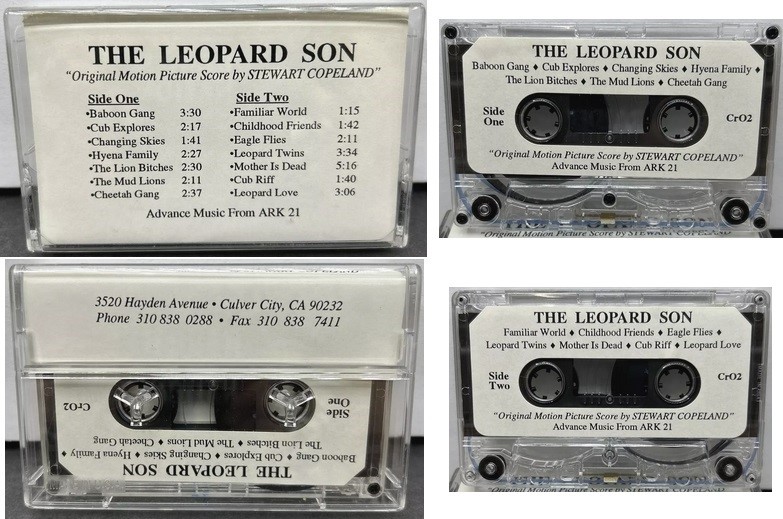 THE LEOPARD SON
"Original Motion Picture Score by STEWART COPELAND"
Side One
•Baboon Gang 3:30
•Cub Explores 2:17
•Changing Skies 1:41
•Hyena Family 2:27
•The Lion Bitches 2:30
•The Mud Lions 2:11
•Cheetah Gang 2:37
Side Two
•Familiar World 1:15
•Childhood Friends 1:42
•Eagle Flies 2:11
•Leopard Twins 3:34
•Mother Is Dead 5:16
•Cub Riff 1:40
•Leopard Love 3:06
Advance Music From ARK 21
THE LEOPARD SON
Baboon Gang ♦ Cub Explores ♦ Changing Skies ♦ Hyena Family ♦
The Lion Bitches ♦ The Mud Lions ♦ Cheetah Gang
Side
One
CrO2
"Original Motion Picture Score by STEWART COPELAND"
Advance Music From ARK 21
"Original Motion Picture Score by STEWART COPELAND"
3520 Hayden Avenue • Culver City, CA 90232
Phone 310 838 0288 • Fax 310 838 7411
THE LEOPARD SON
Baboon Gang ♦ Cub Explores ♦ Changing Skies ♦ Hyena Family ♦
The Lion Bitches ♦ The Mud Lions ♦ Cheetah Gang
Side
One
CrO2
THE LEOPARD SON
Familiar World ♦ Childhood Friends ♦ Eagle Flies ♦
Leopard Twins ♦ Mother Is Dead ♦ Cub Riff ♦ Leopard Love
Side
Two
CrO2
"Original Motion Picture Score by STEWART COPELAND"
Advance Music From ARK 21